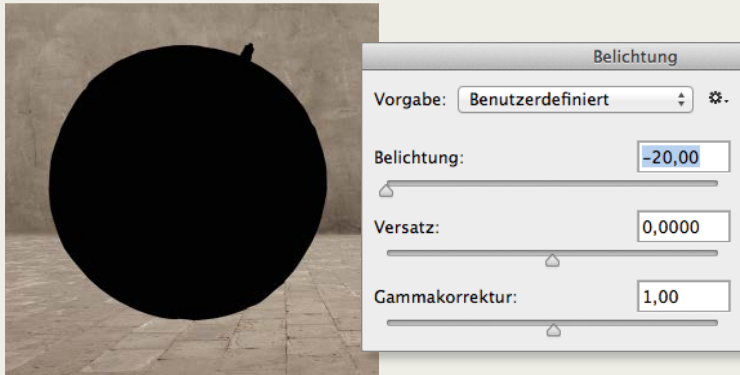 Belichtung
Vorgabe: Benutzerdefiniert
Belichtung: -20,00
Versatz: 0,0000
Gammakorrektur: 1,00